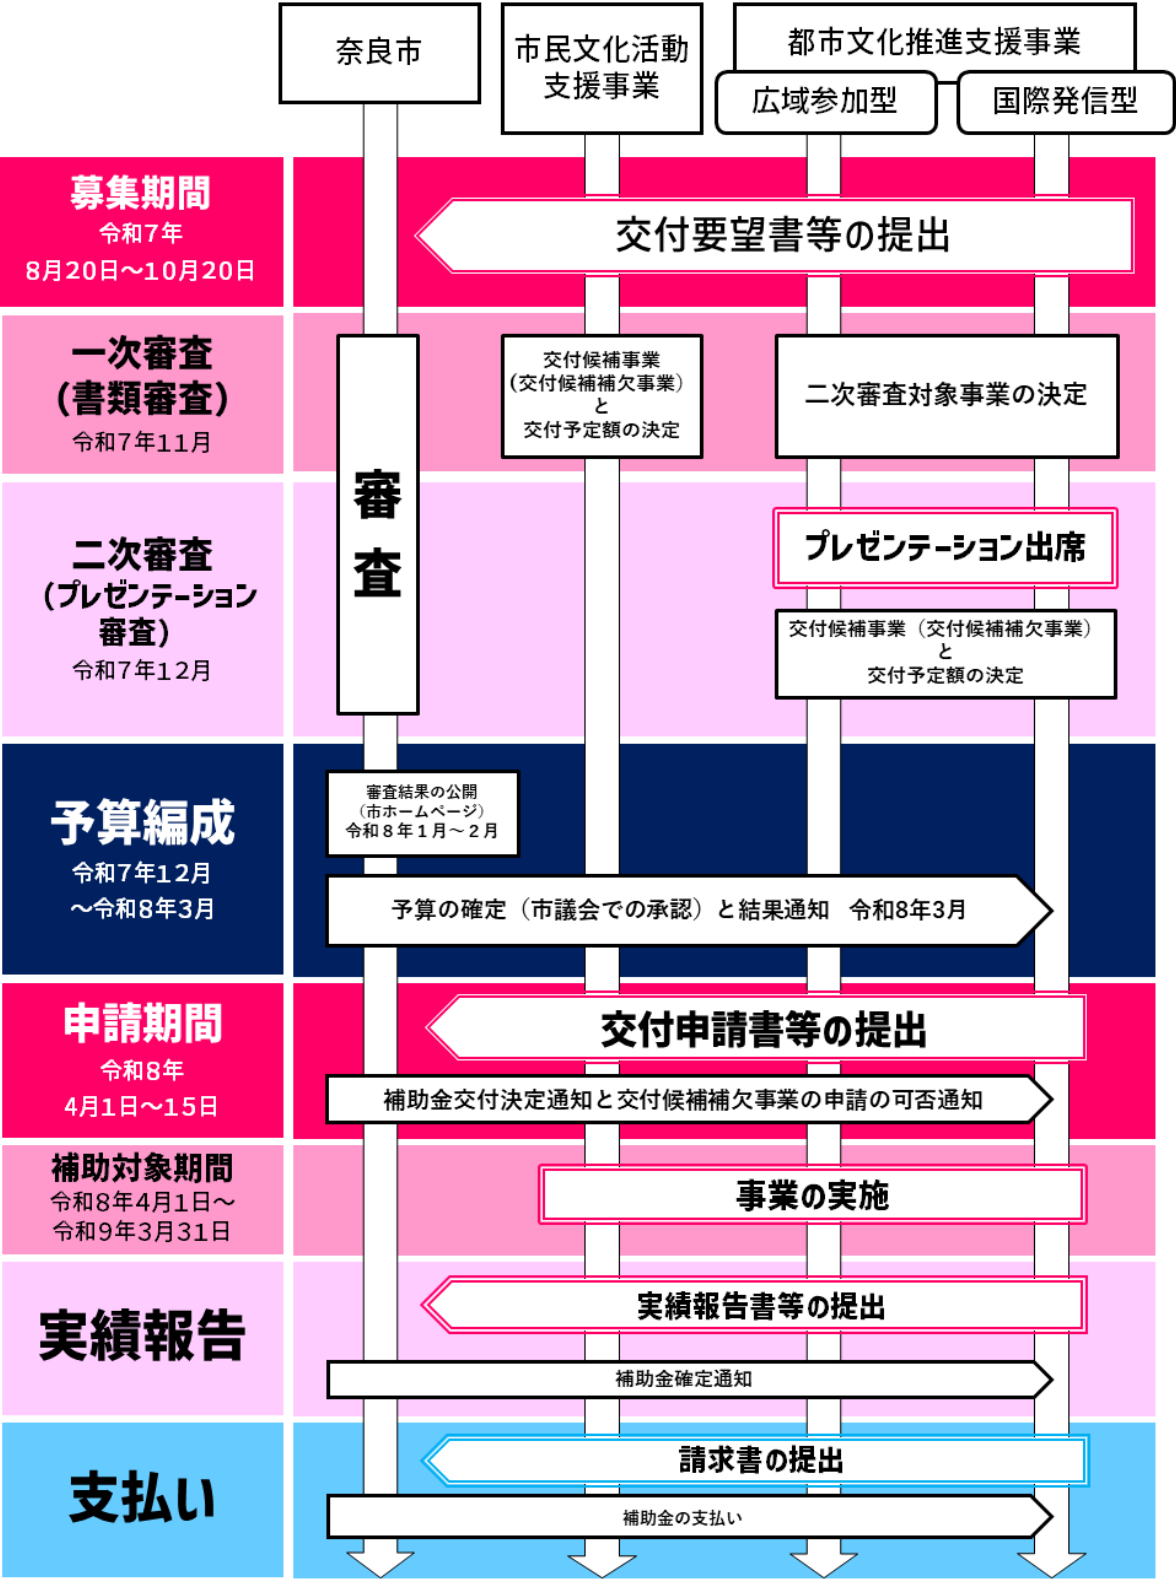 奈良市
市民文化活動
支援事業
都市文化推進支援事業
広域参加型
国際発信型
募集期間
令和7年
8月20日～10月20日
交付要望書等の提出
一次審査
(書類審査)
令和7年11月
審
査
交付候補事業
(交付候補補欠事業)
と
交付予定額の決定
二次審査対象事業の決定
二次審査
(プレゼンテーション
審査)
令和7年12月
プレゼンテーション出席
交付候補事業（交付候補補欠事業）
と
交付予定額の決定
予算編成
令和7年12月
～令和8年3月
審査結果の公開
（市ホームページ）
令和８年１月～２月
予算の確定（市議会での承認）と結果通知　令和8年3月
申請期間
令和8年
4月1日～15日
交付申請書等の提出
補助金交付決定通知と交付候補補欠事業の申請の可否通知
補助対象期間
令和8年4月1日～
令和9年3月31日
事業の実施
実績報告
実績報告書等の提出
補助金確定通知
支払い
請求書の提出
補助金の支払い